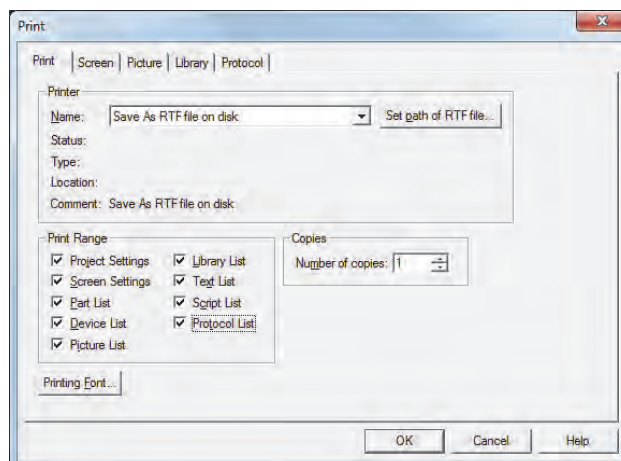 Print
Print Screen Picture Library Protocol
Printer
Name: Save As RTF file on disk Set path of RTF file...
Status:
Type:
Location:
Comment: Save As RTF file on disk
Print Range
Project Settings Library List
Screen Settings Text List
Part List Script List
Device List Protocol List
Picture List
Copies
Number of copies: 1
Printing Font...
OK Cancel Help